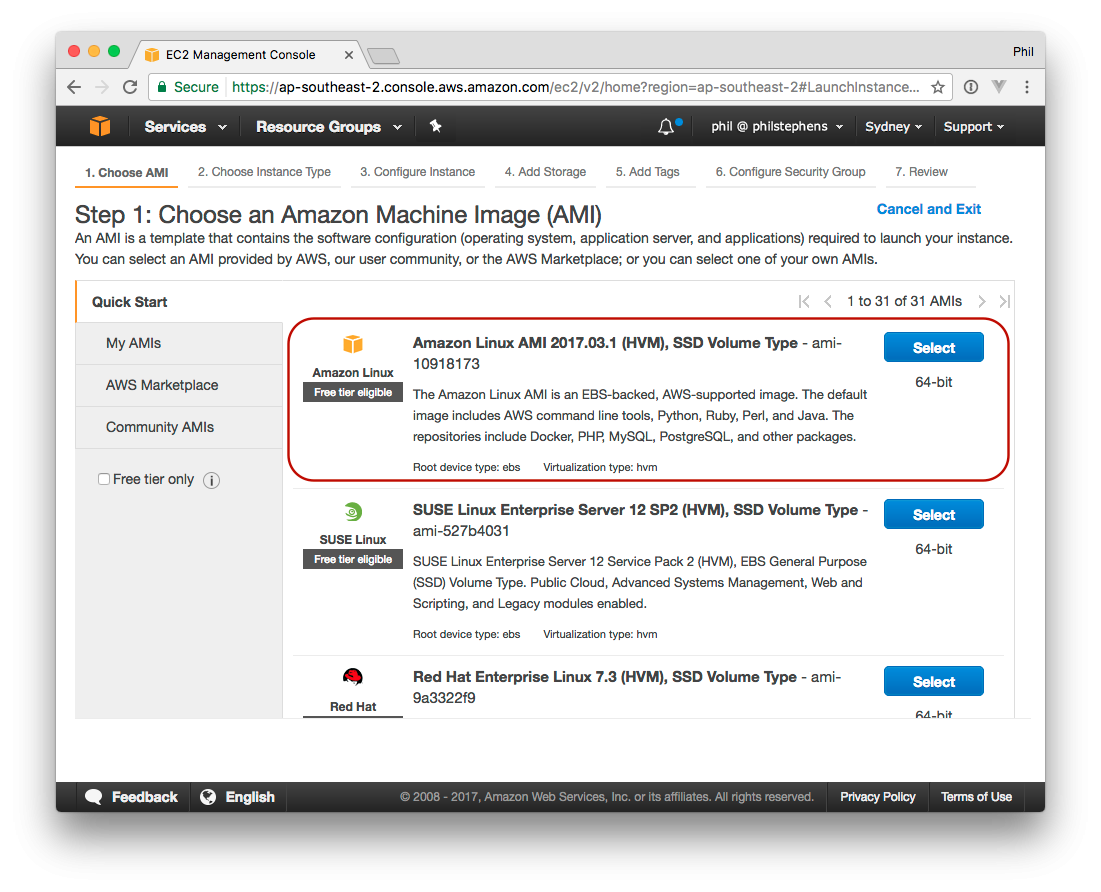 EC2 Management Console
Phil
Secure https://ap-southeast-2.console.aws.amazon.com/ec2/v2/home?region=ap-southeast-2#LaunchInstance...
Services Resource Groups phil @ philstephens Sydney Support
1. Choose AMI 2. Choose Instance Type 3. Configure Instance 4. Add Storage 5. Add Tags 6. Configure Security Group 7. Review
Step 1: Choose an Amazon Machine Image (AMI)
Cancel and Exit
An AMI is a template that contains the software configuration (operating system, application server, and applications) required to launch your instance.
You can select an AMI provided by AWS, our user community, or the AWS Marketplace; or you can select one of your own AMIs.
Quick Start
1 to 31 of 31 AMIs
My AMIs
AWS Marketplace
Community AMIs
Free tier only
Amazon Linux
Free tier eligible
Amazon Linux AMI 2017.03.1 (HVM), SSD Volume Type - ami-
10918173
The Amazon Linux AMI is an EBS-backed, AWS-supported image. The default
image includes AWS command line tools, Python, Ruby, Perl, and Java. The
repositories include Docker, PHP, MySQL, PostgreSQL, and other packages.
Root device type: ebs Virtualization type: hvm
Select
64-bit
SUSE Linux
Free tier eligible
SUSE Linux Enterprise Server 12 SP2 (HVM), SSD Volume Type -
ami-527b4031
SUSE Linux Enterprise Server 12 Service Pack 2 (HVM), EBS General Purpose
(SSD) Volume Type. Public Cloud, Advanced Systems Management, Web and
Scripting, and Legacy modules enabled.
Root device type: ebs Virtualization type: hvm
Select
64-bit
Red Hat
Red Hat Enterprise Linux 7.3 (HVM), SSD Volume Type - ami-
9a3322f9
Select
64-bit
Feedback English © 2008 - 2017, Amazon Web Services, Inc. or its affiliates. All rights reserved. Privacy Policy Terms of Use